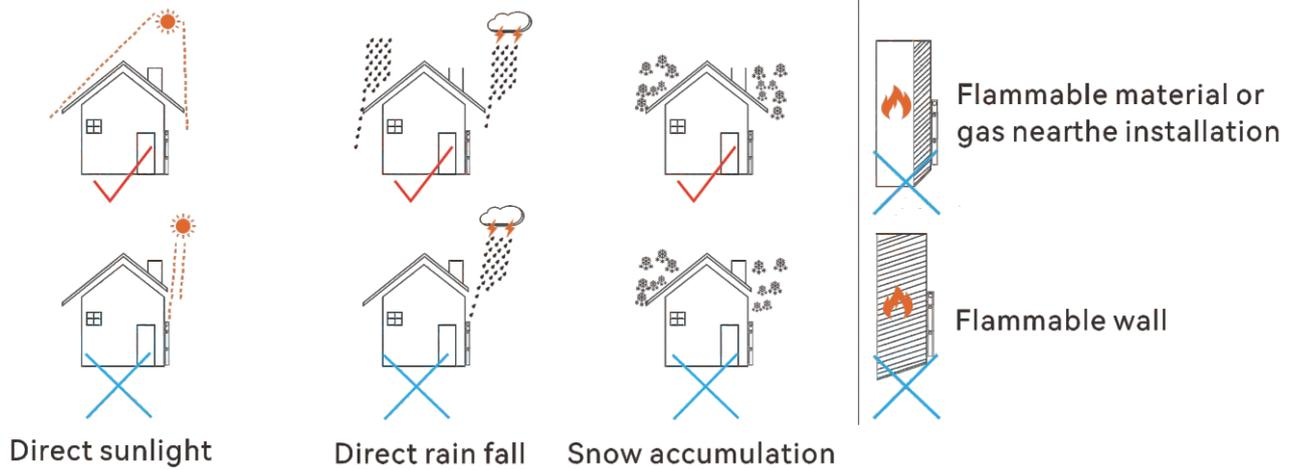 Flammable material or
gas nearthe installation
Flammable wall
Direct sunlight
Direct rain fall
Snow accumulation